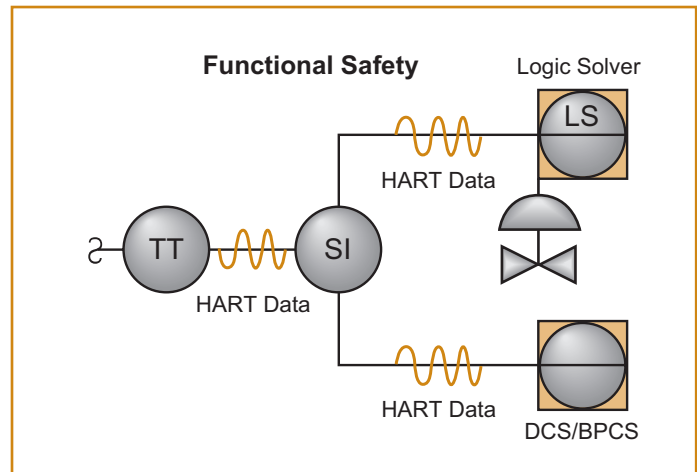 Functional Safety
Logic Solver
LS
HART Data
TT
SI
HART Data
HART Data
DCS/BPCS